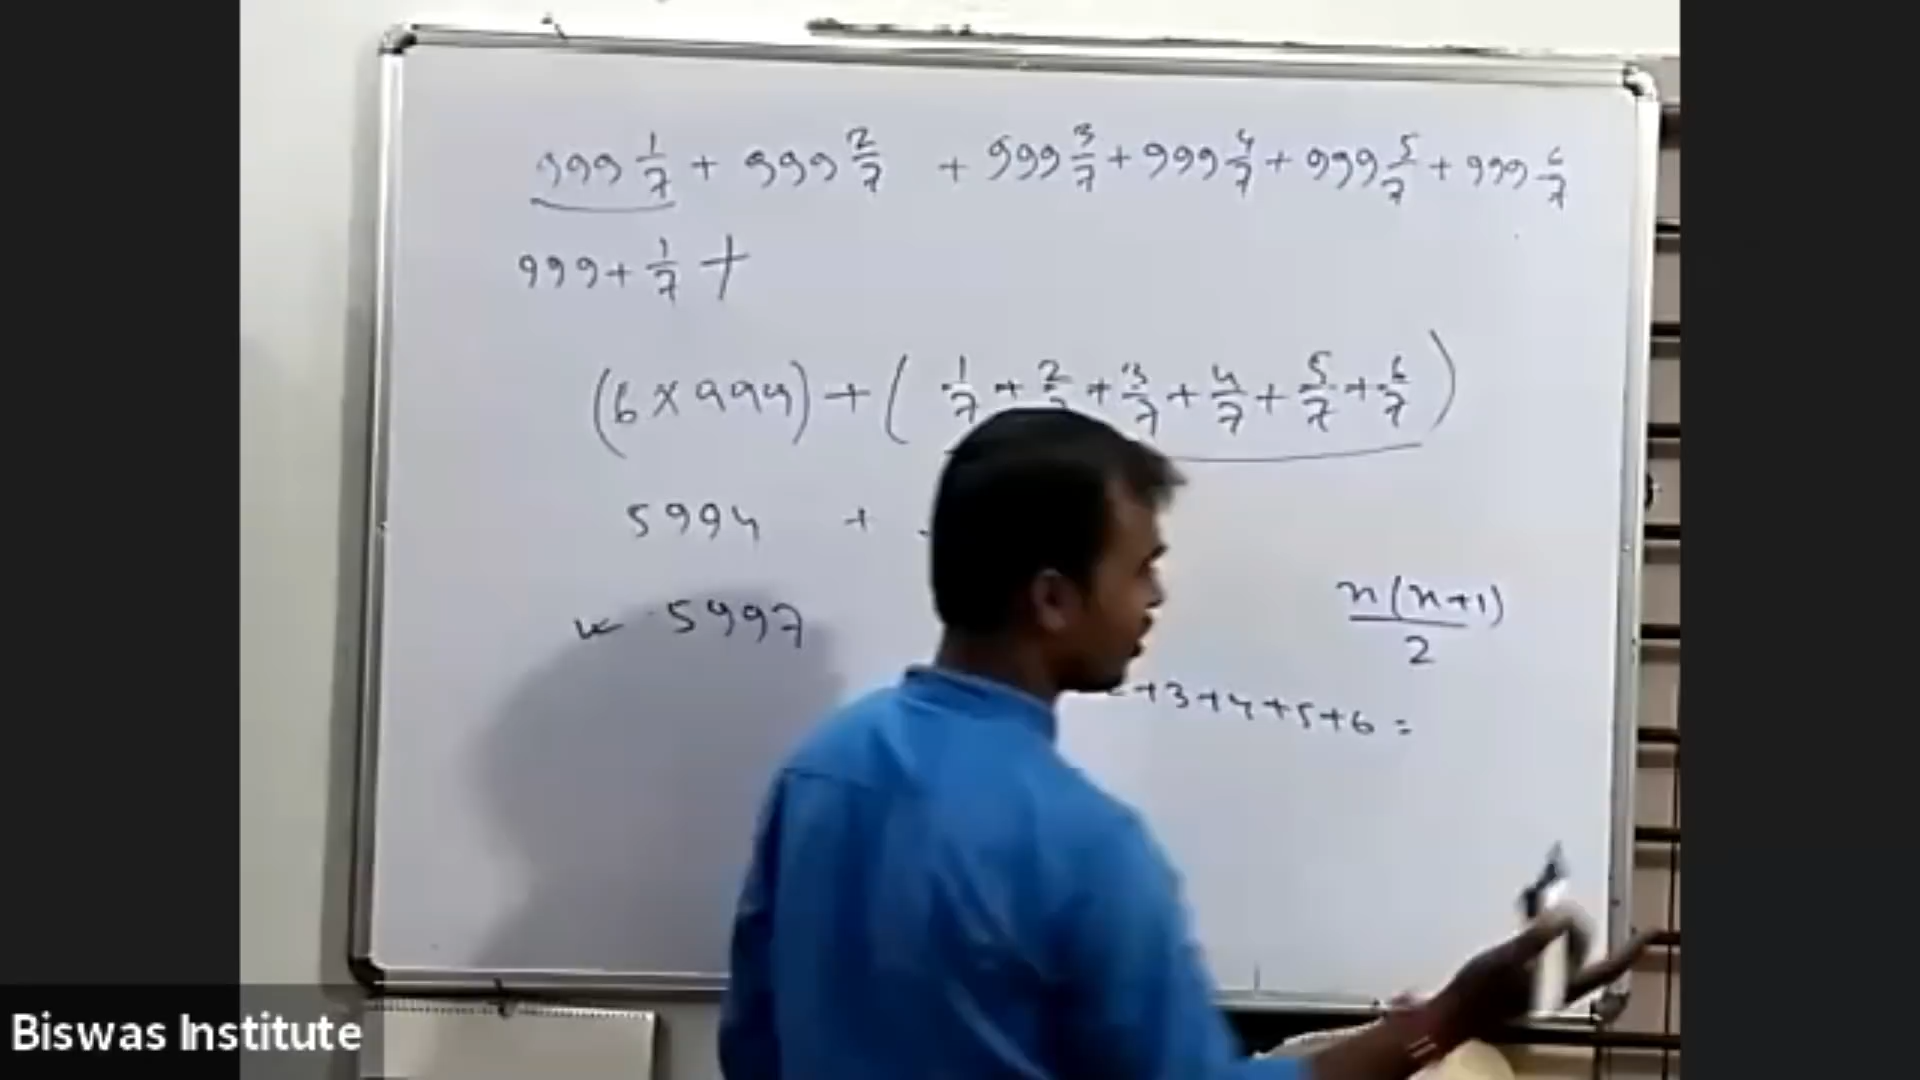 999 1/7 + 999 2/7 + 999 3/7 + 999 4/7 + 999 5/7 + 999 6/7
999 + 1/7 +
(6 × 999) + ( 1/7 + 2/7 + 3/7 + 4/7 + 5/7 + 6/7 )
5994 +
5997
n(n+1)/2
+3+4+5+6 =
Biswas Institute